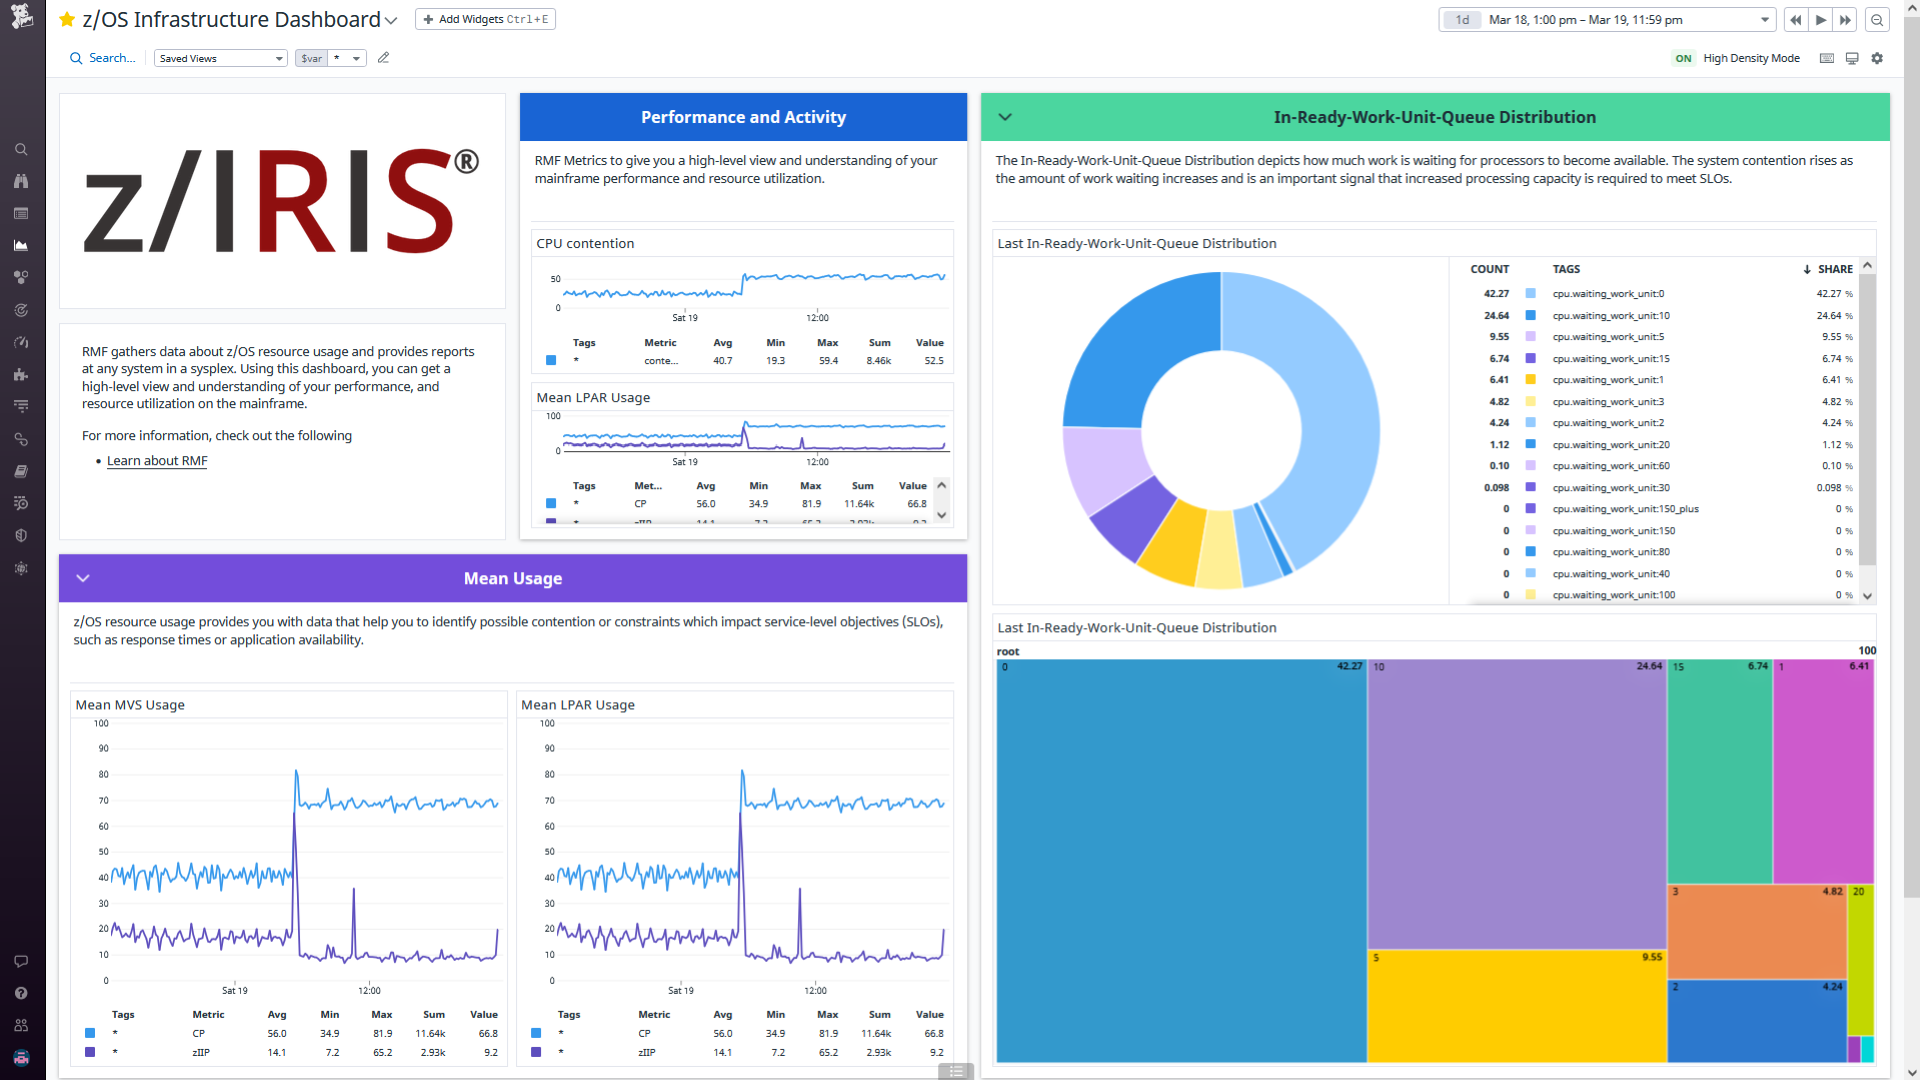 z/OS Infrastructure Dashboard
Add Widgets Ctrl+E
1d Mar 18, 1:00 pm – Mar 19, 11:59 pm
Search...
Saved Views
$var *
ON High Density Mode
z/IRIS®
RMF gathers data about z/OS resource usage and provides reports
at any system in a sysplex. Using this dashboard, you can get a
high-level view and understanding of your performance, and
resource utilization on the mainframe.
For more information, check out the following
• Learn about RMF
Performance and Activity
RMF Metrics to give you a high-level view and understanding of your
mainframe performance and resource utilization.
CPU contention
50
0
Sat 19 12:00
Tags Metric Avg Min Max Sum Value
* conte... 40.7 19.3 59.4 8.46k 52.5
Mean LPAR Usage
100
0
Sat 19 12:00
Tags Met... Avg Min Max Sum Value
* CP 56.0 34.9 81.9 11.64k 66.8
Mean Usage
z/OS resource usage provides you with data that help you to identify possible contention or constraints which impact service-level objectives (SLOs),
such as response times or application availability.
Mean MVS Usage
100
90
80
70
60
50
40
30
20
10
0
Sat 19 12:00
Tags Metric Avg Min Max Sum Value
* CP 56.0 34.9 81.9 11.64k 66.8
* zIIP 14.1 7.2 65.2 2.93k 9.2
Mean LPAR Usage
100
90
80
70
60
50
40
30
20
10
0
Sat 19 12:00
Tags Metric Avg Min Max Sum Value
* CP 56.0 34.9 81.9 11.64k 66.8
* zIIP 14.1 7.2 65.2 2.93k 9.2
In-Ready-Work-Unit-Queue Distribution
The In-Ready-Work-Unit-Queue Distribution depicts how much work is waiting for processors to become available. The system contention rises as
the amount of work waiting increases and is an important signal that increased processing capacity is required to meet SLOs.
Last In-Ready-Work-Unit-Queue Distribution
COUNT TAGS ↓ SHARE
42.27 cpu.waiting_work_unit:0 42.27 %
24.64 cpu.waiting_work_unit:10 24.64 %
9.55 cpu.waiting_work_unit:5 9.55 %
6.74 cpu.waiting_work_unit:15 6.74 %
6.41 cpu.waiting_work_unit:1 6.41 %
4.82 cpu.waiting_work_unit:3 4.82 %
4.24 cpu.waiting_work_unit:2 4.24 %
1.12 cpu.waiting_work_unit:20 1.12 %
0.10 cpu.waiting_work_unit:60 0.10 %
0.098 cpu.waiting_work_unit:30 0.098 %
0 cpu.waiting_work_unit:150_plus 0 %
0 cpu.waiting_work_unit:150 0 %
0 cpu.waiting_work_unit:80 0 %
0 cpu.waiting_work_unit:40 0 %
0 cpu.waiting_work_unit:100 0 %
Last In-Ready-Work-Unit-Queue Distribution
root 100
0 42.27
10 24.64
15 6.74
1 6.41
3 4.82
20
5 9.55
2 4.24